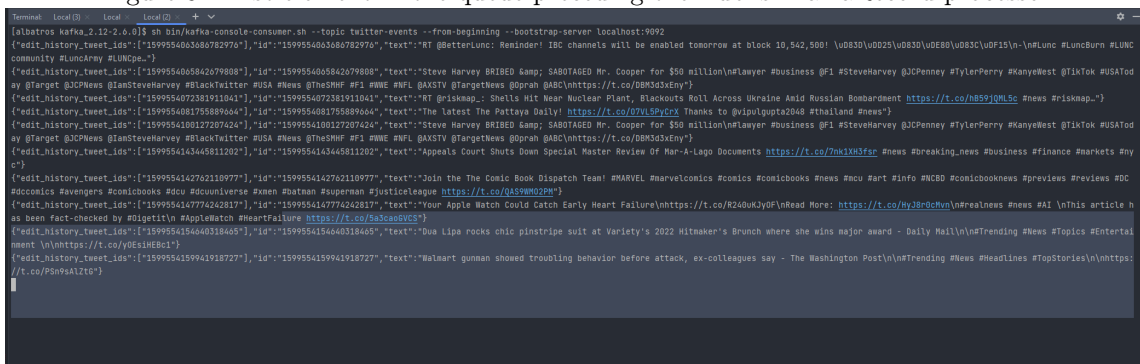 Terminal: Local (3) × Local × Local (2) × + ∨
[albatros kafka_2.12-2.6.0]$ sh bin/kafka-console-consumer.sh --topic twitter-events --from-beginning --bootstrap-server localhost:9092
{"edit_history_tweet_ids":["1599554063686782976"],"id":"1599554063686782976","text":"RT @BetterLunc: Reminder! IBC channels will be enabled tomorrow at block 10,542,500! \uD83D\uDD25\uD83D\uDE80\uD83C\uDF15\n-\n#Lunc #LuncBurn #LUNC
community #LuncArmy #LUNCpe…"}
{"edit_history_tweet_ids":["1599554065842679808"],"id":"1599554065842679808","text":"Steve Harvey BRIBED &amp; SABOTAGED Mr. Cooper for $50 million\n#lawyer #business @F1 #SteveHarvey @JCPenney #TylerPerry #KanyeWest @TikTok #USATod
ay @Target @JCPNews @IamSteveHarvey #BlackTwitter #USA #News @TheSMHF #F1 #WWE #NFL @AXSTV @TargetNews @Oprah @ABC\nhttps://t.co/DBM3d3xEny"}
{"edit_history_tweet_ids":["1599554072381911041"],"id":"1599554072381911041","text":"RT @riskmap_: Shells Hit Near Nuclear Plant, Blackouts Roll Across Ukraine Amid Russian Bombardment https://t.co/hB59jQML5c #news #riskmap…"}
{"edit_history_tweet_ids":["1599554081755889664"],"id":"1599554081755889664","text":"The latest The Pattaya Daily! https://t.co/07VL5PyCrX Thanks to @vipulgupta2048 #thailand #news"}
{"edit_history_tweet_ids":["1599554100127207424"],"id":"1599554100127207424","text":"Steve Harvey BRIBED &amp; SABOTAGED Mr. Cooper for $50 million\n#lawyer #business @F1 #SteveHarvey @JCPenney #TylerPerry #KanyeWest @TikTok #USATod
ay @Target @JCPNews @IamSteveHarvey #BlackTwitter #USA #News @TheSMHF #F1 #WWE #NFL @AXSTV @TargetNews @Oprah @ABC\nhttps://t.co/DBM3d3xEny"}
{"edit_history_tweet_ids":["1599554143445811202"],"id":"1599554143445811202","text":"Appeals Court Shuts Down Special Master Review Of Mar-A-Lago Documents https://t.co/7nk1XH3fsr #news #breaking_news #business #finance #markets #ny
c"}
{"edit_history_tweet_ids":["1599554142762110977"],"id":"1599554142762110977","text":"Join the The Comic Book Dispatch Team! #MARVEL #marvelcomics #comics #comicbooks #news #mcu #art #info #NCBD #comicbooknews #previews #reviews #DC
#dccomics #avengers #comicbooks #dcu #dcuniverse #xmen #batman #superman #justiceleague https://t.co/QAS9WMO2PM"}
{"edit_history_tweet_ids":["1599554147774242817"],"id":"1599554147774242817","text":"Your Apple Watch Could Catch Early Heart Failure\nhttps://t.co/R240uKJyOF\nRead More: https://t.co/HyJ8r0cMvn\n#realnews #news #AI \nThis article h
as been fact-checked by #Digetit\n #AppleWatch #HeartFailure https://t.co/5a3caoGVCS"}
{"edit_history_tweet_ids":["1599554154640318465"],"id":"1599554154640318465","text":"Dua Lipa rocks chic pinstripe suit at Variety's 2022 Hitmaker's Brunch where she wins major award - Daily Mail\n\n#Trending #News #Topics #Entertai
nment \n\nhttps://t.co/yOEsiHEBc1"}
{"edit_history_tweet_ids":["1599554159941918727"],"id":"1599554159941918727","text":"Walmart gunman showed troubling behavior before attack, ex-colleagues say - The Washington Post\n\n#Trending #News #Headlines #TopStories\n\nhttps:
//t.co/PSn9sAlZtG"}